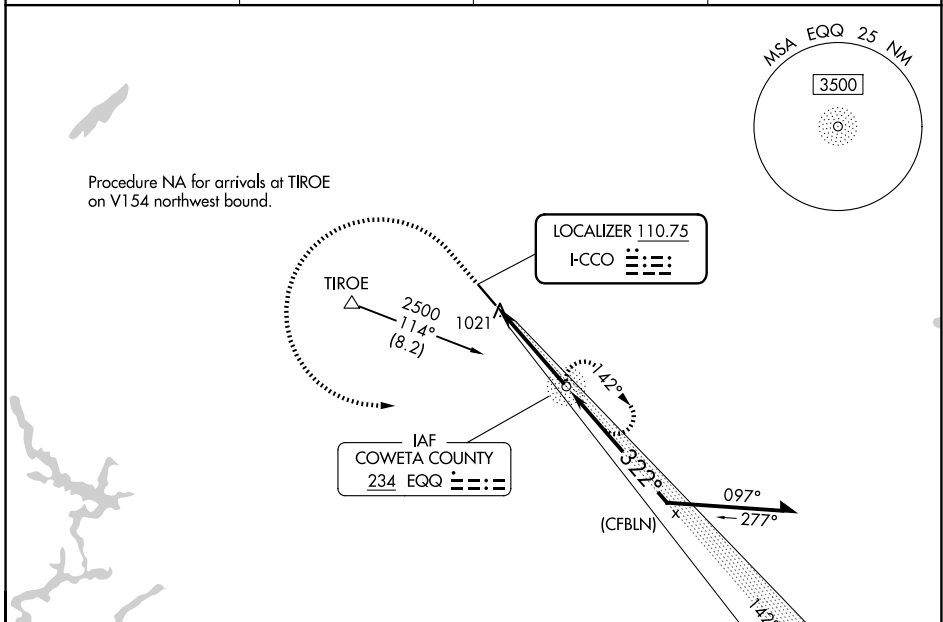 MSA EQQ 25 NM
3500
Procedure NA for arrivals at TIROE
on V154 northwest bound.
LOCALIZER 110.75
I-CCO
TIROE
2500
114°
(8.2)
1021
142°
IAF
COWETA COUNTY
234 EQQ
322°
097°
277°
(CFBLN)